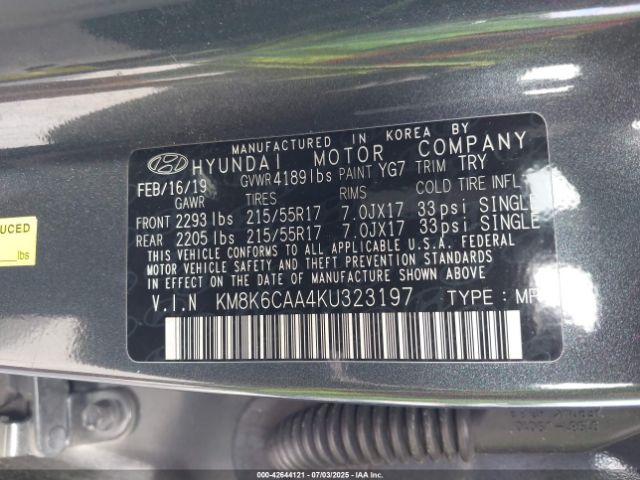 MANUFACTURED IN KOREA BY
HYUNDAI MOTOR COMPANY
FEB/16/19 GVWR 4189 lbs PAINT YG7 TRIM TRY
GAWR TIRES RIMS COLD TIRE INFL
FRONT 2293 lbs 215/55R17 7.0JX17 33psi SINGLE
REAR 2205 lbs 215/55R17 7.0JX17 33psi SINGLE
THIS VEHICLE CONFORMS TO ALL APPLICABLE U.S.A. FEDERAL
MOTOR VEHICLE SAFETY, BUMPER, AND THEFT PREVENTION
STANDARDS IN EFFECT ON THE DATE OF MANUFACTURE SHOWN ABOVE.
V.I.N KM8K6CAA4KU323197 TYPE : MP
UCED
lbs
000-42644121 - 07/03/2025 - IAAI.COM